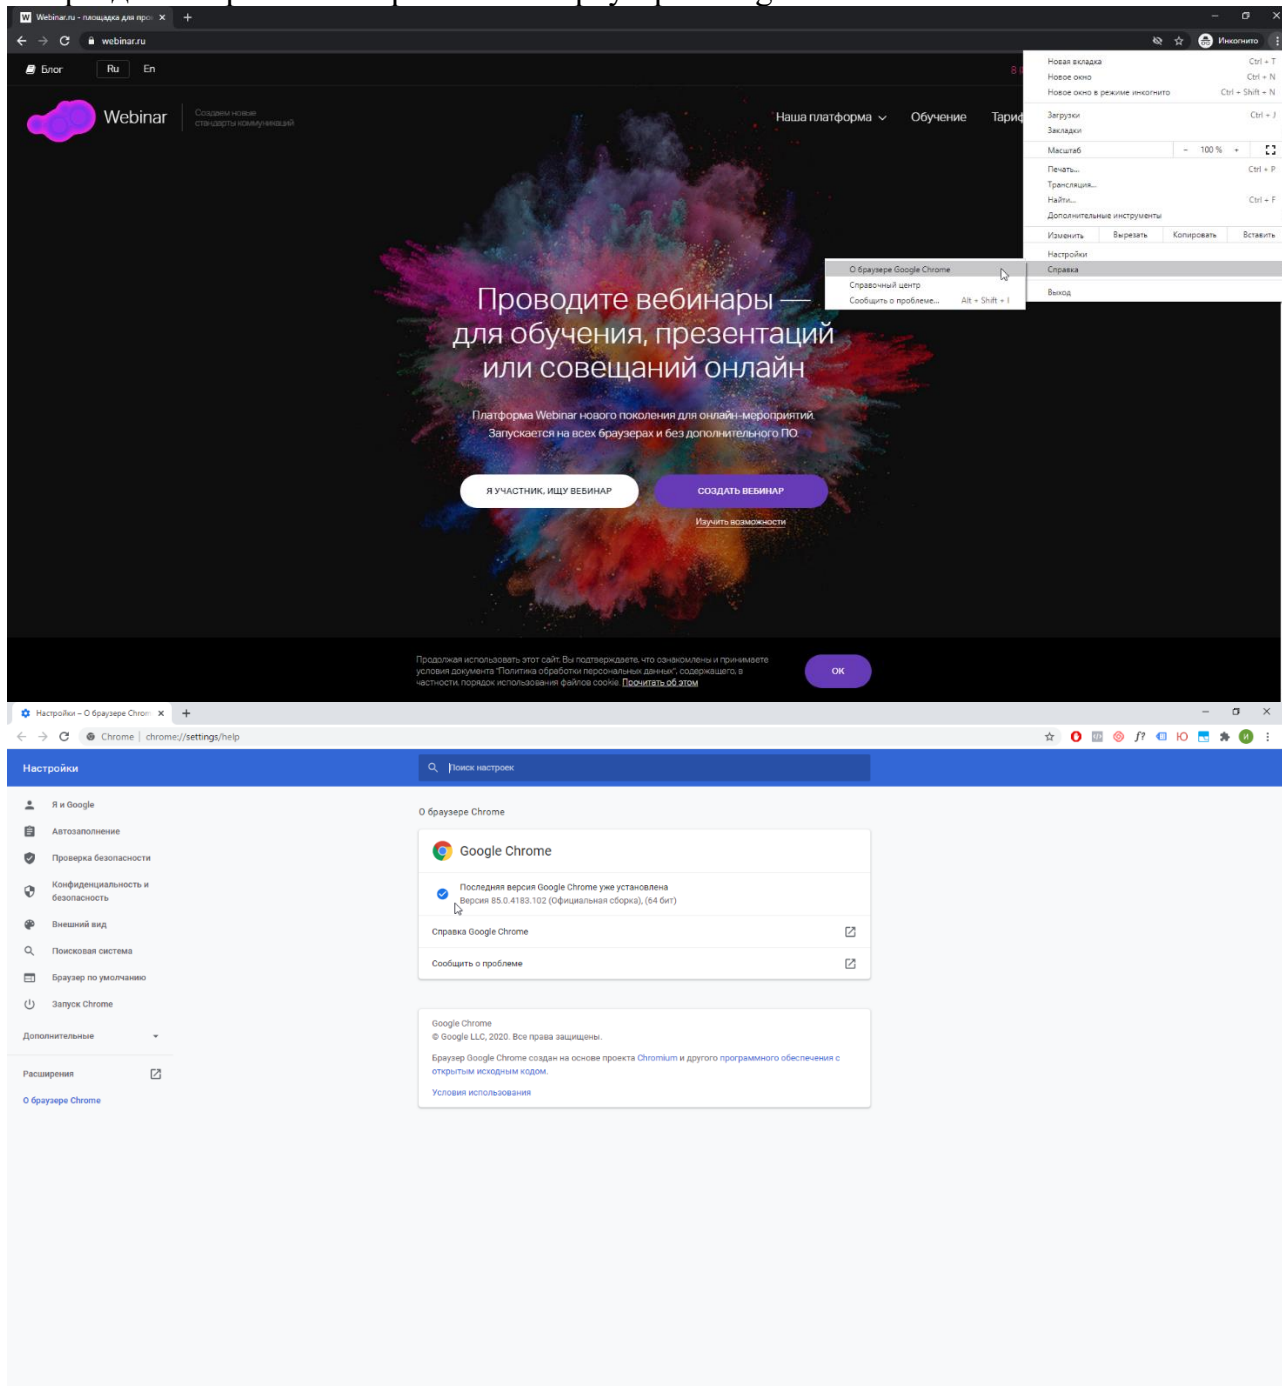 Webinar.ru - площадка для про
webinar.ru
Инкогнито
Блог
Ru
En
8
Webinar
Создаем новые
стандарты коммуникаций
Наша платформа
Обучение
Тариф
Новая вкладка Ctrl + T
Новое окно Ctrl + N
Новое окно в режиме инкогнито Ctrl + Shift + N
Загрузки Ctrl + J
Закладки
Масштаб - 100 % +
Печать... Ctrl + P
Трансляция...
Найти... Ctrl + F
Дополнительные инструменты
Изменить Вырезать Копировать Вставить
Настройки
Справка
Выход
О браузере Google Chrome
Справочный центр
Сообщить о проблеме... Alt + Shift + I
Проводите вебинары —
для обучения, презентаций
или совещаний онлайн
Платформа Webinar нового поколения для онлайн-мероприятий.
Запускается на всех браузерах и без дополнительного ПО.
Я УЧАСТНИК, ИЩУ ВЕБИНАР
СОЗДАТЬ ВЕБИНАР
Изучить возможности
Продолжая использовать этот сайт, Вы подтверждаете, что ознакомлены и принимаете
условия документа "Политика обработки персональных данных", содержащего, в
частности, порядок использования файлов cookie. Прочитать об этом
ОК
Настройки – О браузере Chrom
Chrome | chrome://settings/help
Настройки
Поиск настроек
Я и Google
Автозаполнение
Проверка безопасности
Конфиденциальность и
безопасность
Внешний вид
Поисковая система
Браузер по умолчанию
Запуск Chrome
Дополнительные
Расширения
О браузере Chrome
О браузере Chrome
Google Chrome
Последняя версия Google Chrome уже установлена
Версия 85.0.4183.102 (Официальная сборка), (64 бит)
Справка Google Chrome
Сообщить о проблеме
Google Chrome
© Google LLC, 2020. Все права защищены.
Браузер Google Chrome создан на основе проекта Chromium и другого программного обеспечения с
открытым исходным кодом.
Условия использования